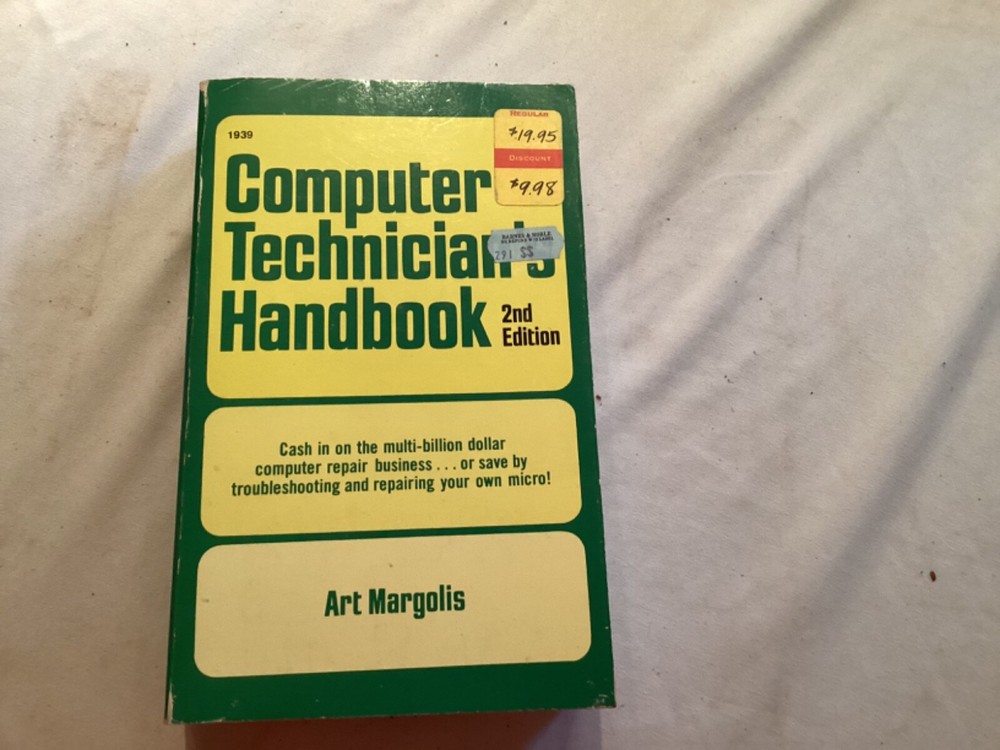 1939
REGULAR
$19.95
DISCOUNT
$9.98
Computer
Technician's
BARNES & NOBLE
291 SS
Handbook
2nd
Edition
Cash in on the multi-billion dollar
computer repair business...or save by
troubleshooting and repairing your own micro!
Art Margolis